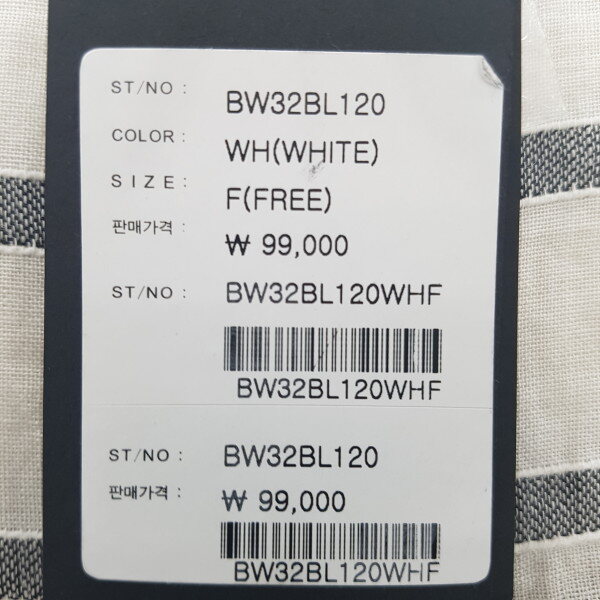 ST/NO : BW32BL120
COLOR : WH(WHITE)
SIZE : F(FREE)
판매가격 : ₩ 99,000
ST/NO : BW32BL120WHF
BW32BL120WHF
ST/NO : BW32BL120
판매가격 : ₩ 99,000
BW32BL120WHF